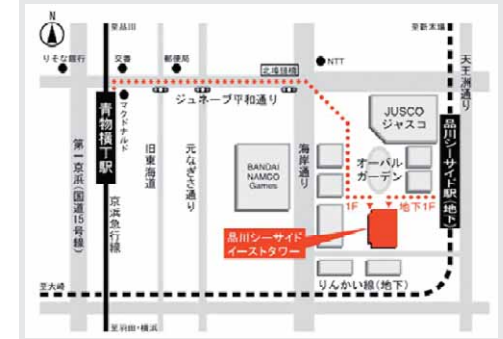 至品川
至新木場
N
りそな銀行
交番
郵便局
北埠頭橋
NTT
天王洲通り
マクドナルド
ジュネーブ平和通り
青物横丁駅
第一京浜(国道15号線)
京浜急行線
旧東海道
元なぎさ通り
BANDAI
NAMCO
Games
海岸通り
JUSCO
ジャスコ
オーバル
ガーデン
品川シーサイド駅(地下)
1F
地下1F
品川シーサイド
イーストタワー
りんかい線(地下)
至大崎
至羽田・横浜